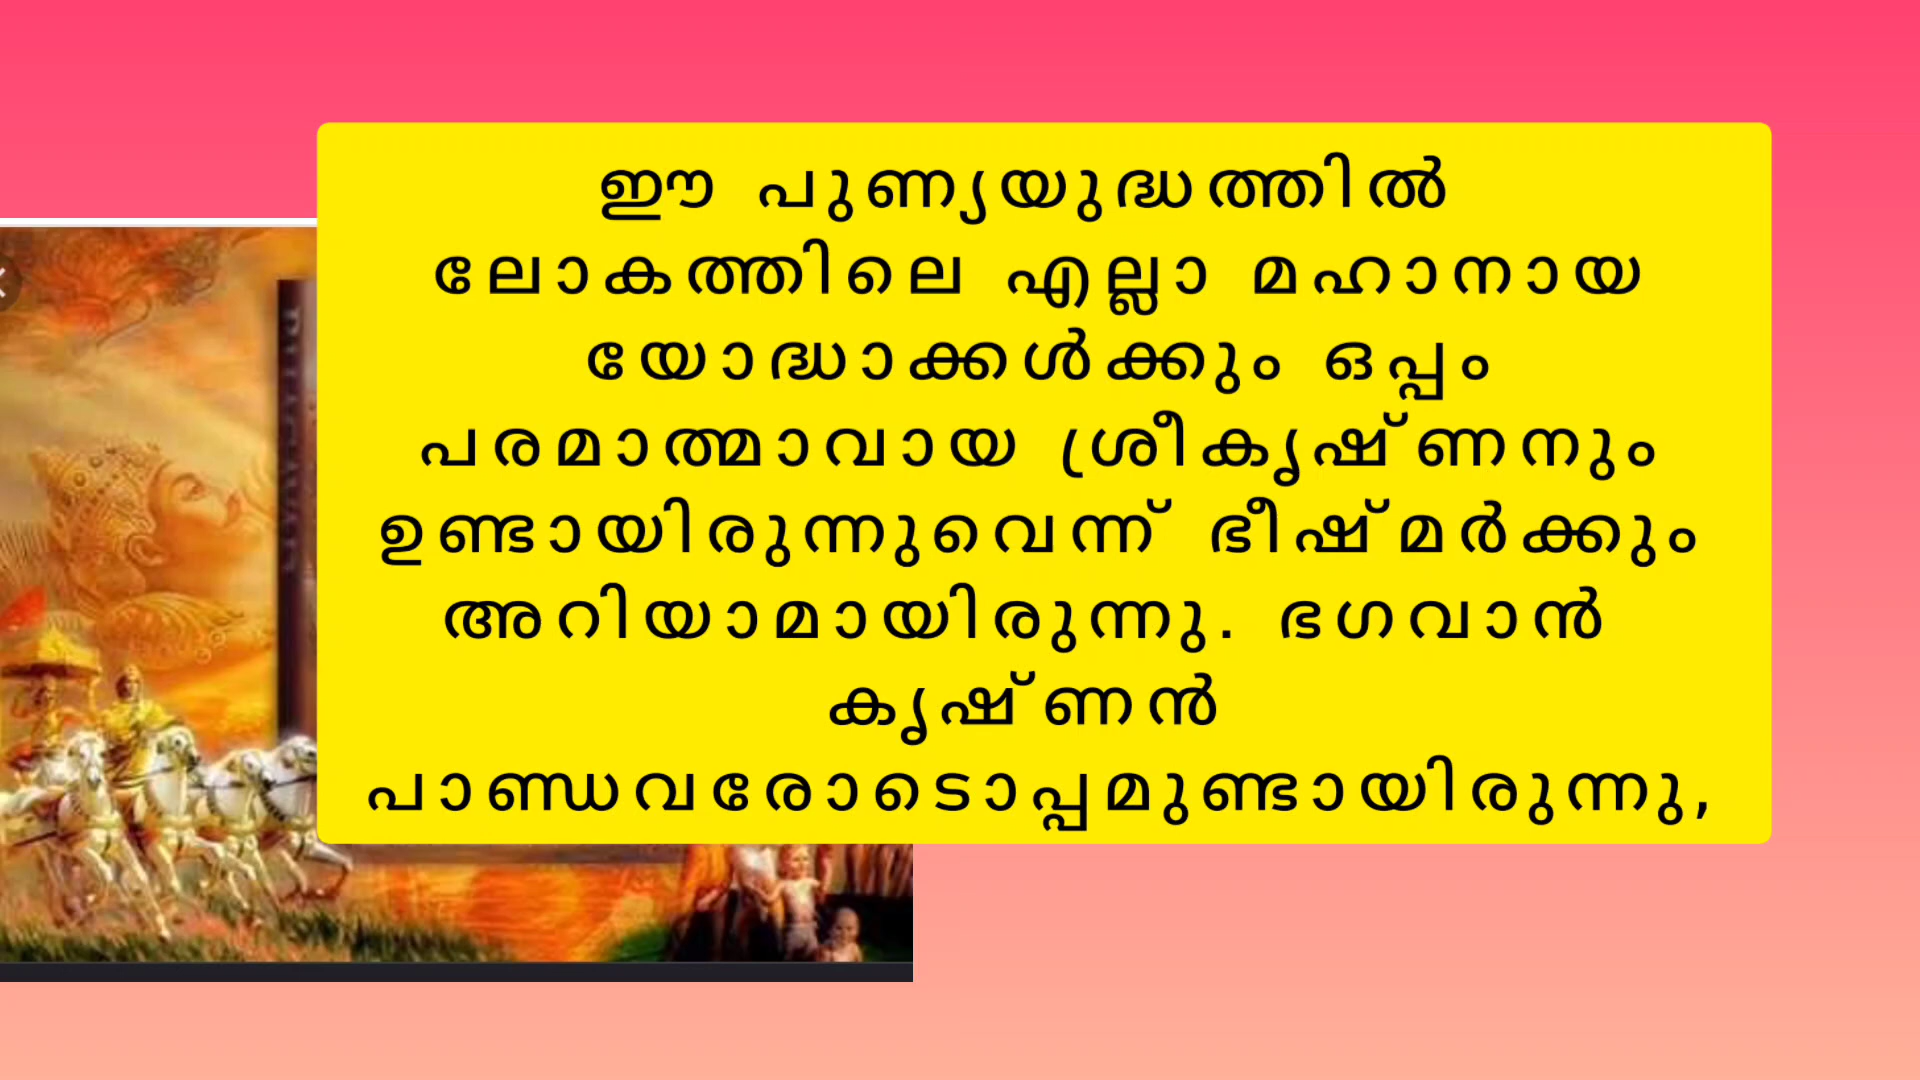 ഈ പുണ്യയുദ്ധത്തിൽ
ലോകത്തിലെ എല്ലാ മഹാനായ
യോദ്ധാക്കൾക്കും ഒപ്പം
പരമാത്മാവായ ശ്രീകൃഷ്ണനും
ഉണ്ടായിരുന്നുവെന്ന് ഭീഷ്മർക്കും
അറിയാമായിരുന്നു. ഭഗവാൻ
കൃഷ്ണൻ
പാണ്ഡവരോടൊപ്പമുണ്ടായിരുന്നു,